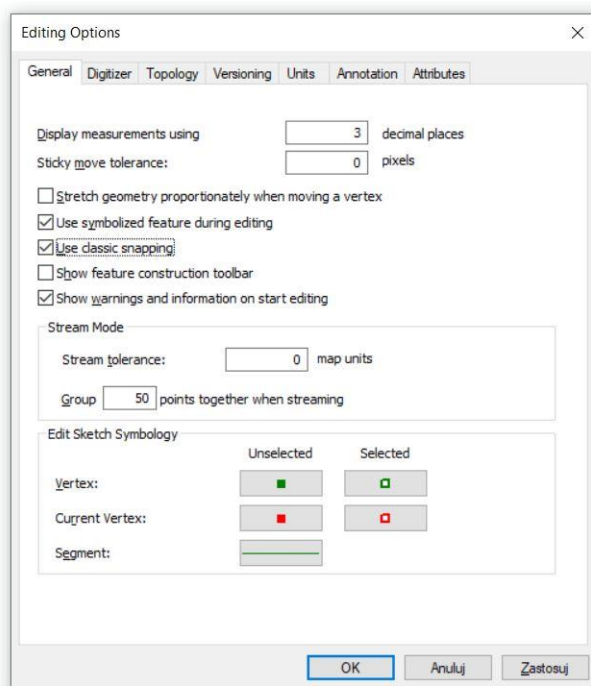 Editing Options
General Digitizer Topology Versioning Units Annotation Attributes
Display measurements using 3 decimal places
Sticky move tolerance: 0 pixels
Stretch geometry proportionately when moving a vertex
Use symbolized feature during editing
Use classic snapping
Show feature construction toolbar
Show warnings and information on start editing
Stream Mode
Stream tolerance: 0 map units
Group 50 points together when streaming
Edit Sketch Symbology
Unselected Selected
Vertex:
Current Vertex:
Segment:
OK Anuluj Zastosuj